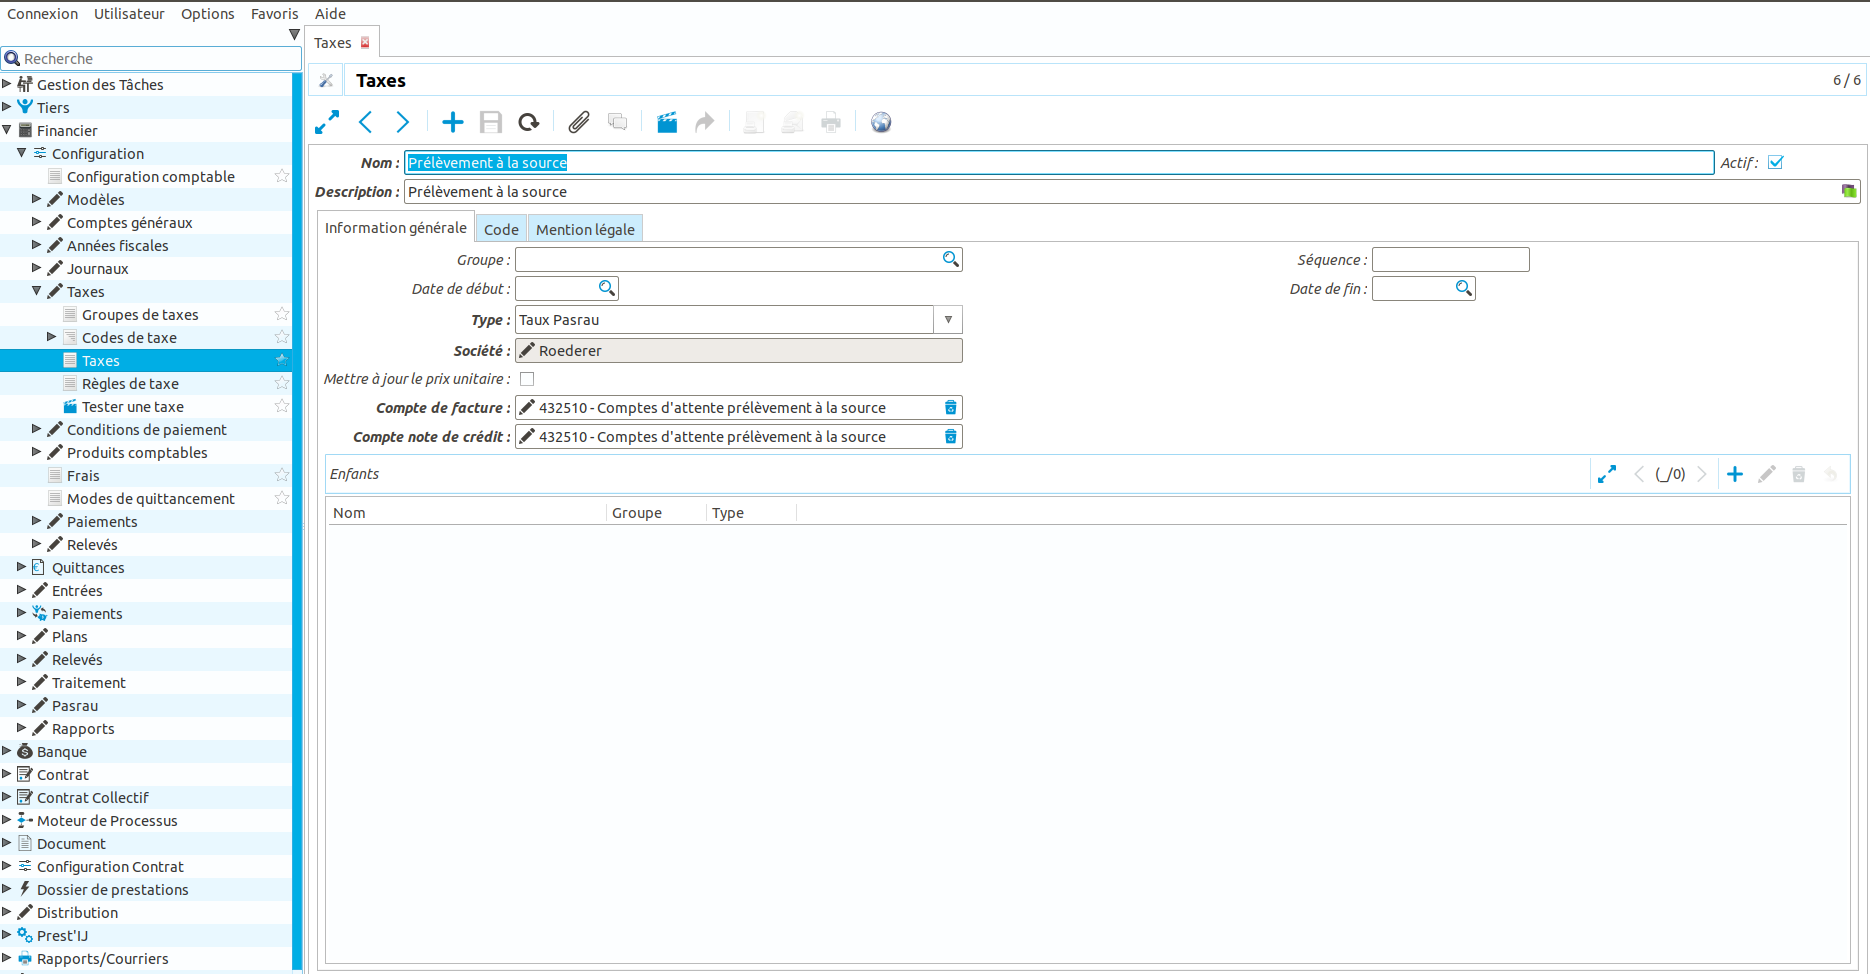 Connexion Utilisateur Options Favoris Aide
Recherche
Gestion des Tâches
Tiers
Financier
Configuration
Configuration comptable
Modèles
Comptes généraux
Années fiscales
Journaux
Taxes
Groupes de taxes
Codes de taxe
Taxes
Règles de taxe
Tester une taxe
Conditions de paiement
Produits comptables
Frais
Modes de quittancement
Paiements
Relevés
Quittances
Entrées
Paiements
Plans
Relevés
Traitement
Pasrau
Rapports
Banque
Contrat
Contrat Collectif
Moteur de Processus
Document
Configuration Contrat
Dossier de prestations
Distribution
Prest'IJ
Rapports/Courriers
Taxes
Taxes 6 / 6
Nom : Prélèvement à la source Actif :
Description : Prélèvement à la source
Information générale Code Mention légale
Groupe : Séquence :
Date de début : Date de fin :
Type : Taux Pasrau
Société : Roederer
Mettre à jour le prix unitaire :
Compte de facture : 432510 - Comptes d'attente prélèvement à la source
Compte note de crédit : 432510 - Comptes d'attente prélèvement à la source
Enfants (_/0)
Nom Groupe Type